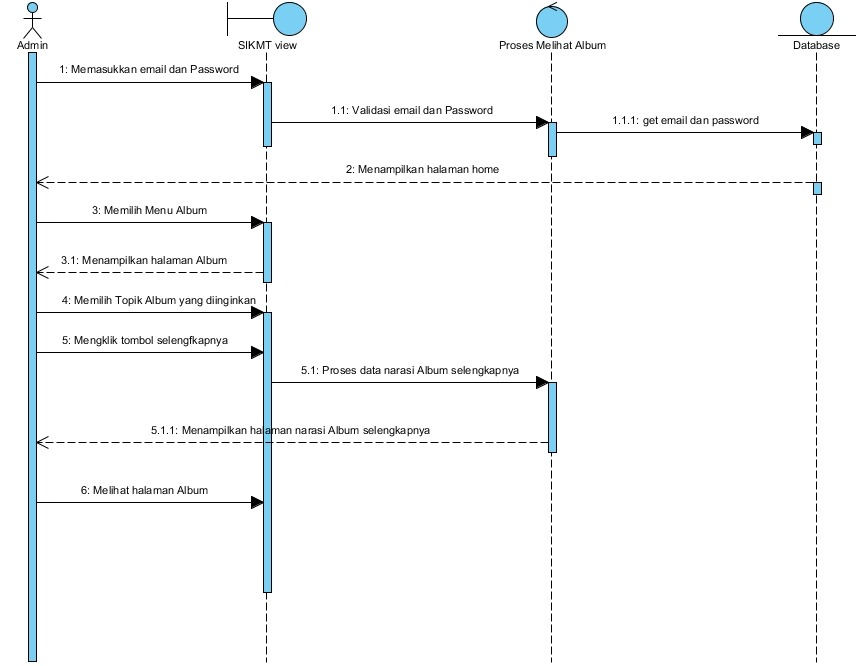 Admin
SIKMT view
Proses Melihat Album
Database
1: Memasukkan email dan Password
1.1: Validasi email dan Password
1.1.1: get email dan password
2: Menampilkan halaman home
3: Memilih Menu Album
3.1: Menampilkan halaman Album
4: Memilih Topik Album yang diinginkan
5: Mengklik tombol selengfkapnya
5.1: Proses data narasi Album selengkapnya
5.1.1: Menampilkan halaman narasi Album selengkapnya
6: Melihat halaman Album